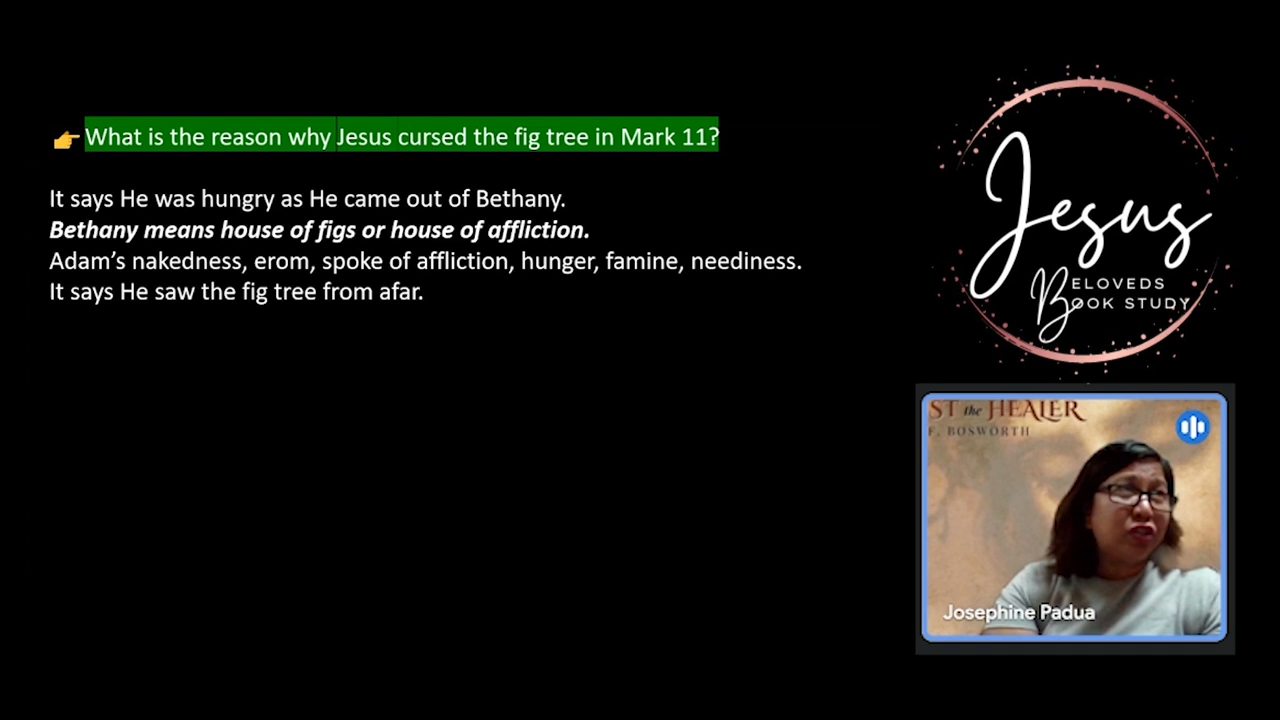 👉 What is the reason why Jesus cursed the fig tree in Mark 11?
It says He was hungry as He came out of Bethany.
Bethany means house of figs or house of affliction.
Adam’s nakedness, erom, spoke of affliction, hunger, famine, neediness.
It says He saw the fig tree from afar.
Jesus
BELOVEDS
BOOK STUDY
ST the HEALER
F. BOSWORTH
Josephine Padua